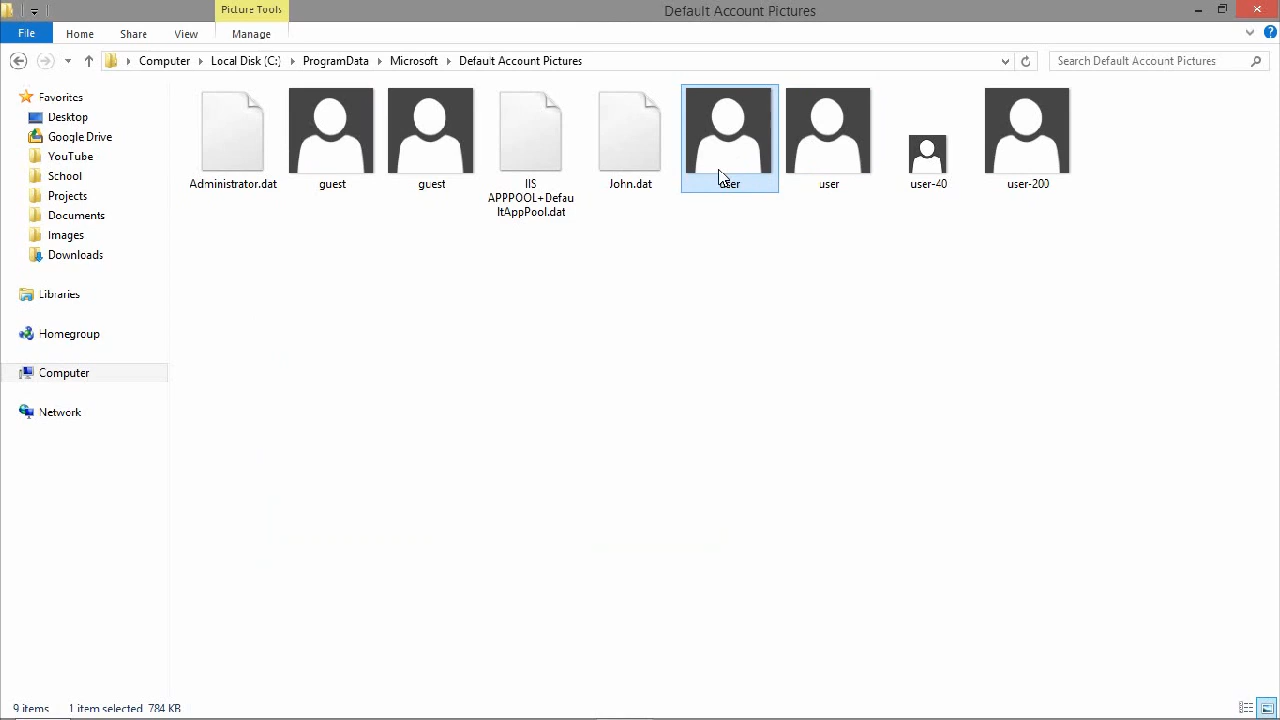 Picture Tools
Default Account Pictures
File
Home
Share
View
Manage
Computer
Local Disk (C:)
ProgramData
Microsoft
Default Account Pictures
Search Default Account Pictures
Favorites
Desktop
Google Drive
YouTube
School
Projects
Documents
Images
Downloads
Libraries
Homegroup
Computer
Network
Administrator.dat
guest
guest
IIS
APPPOOL+Defau
ltAppPool.dat
John.dat
user
user
user-40
user-200
9 items
1 item selected 784 KB